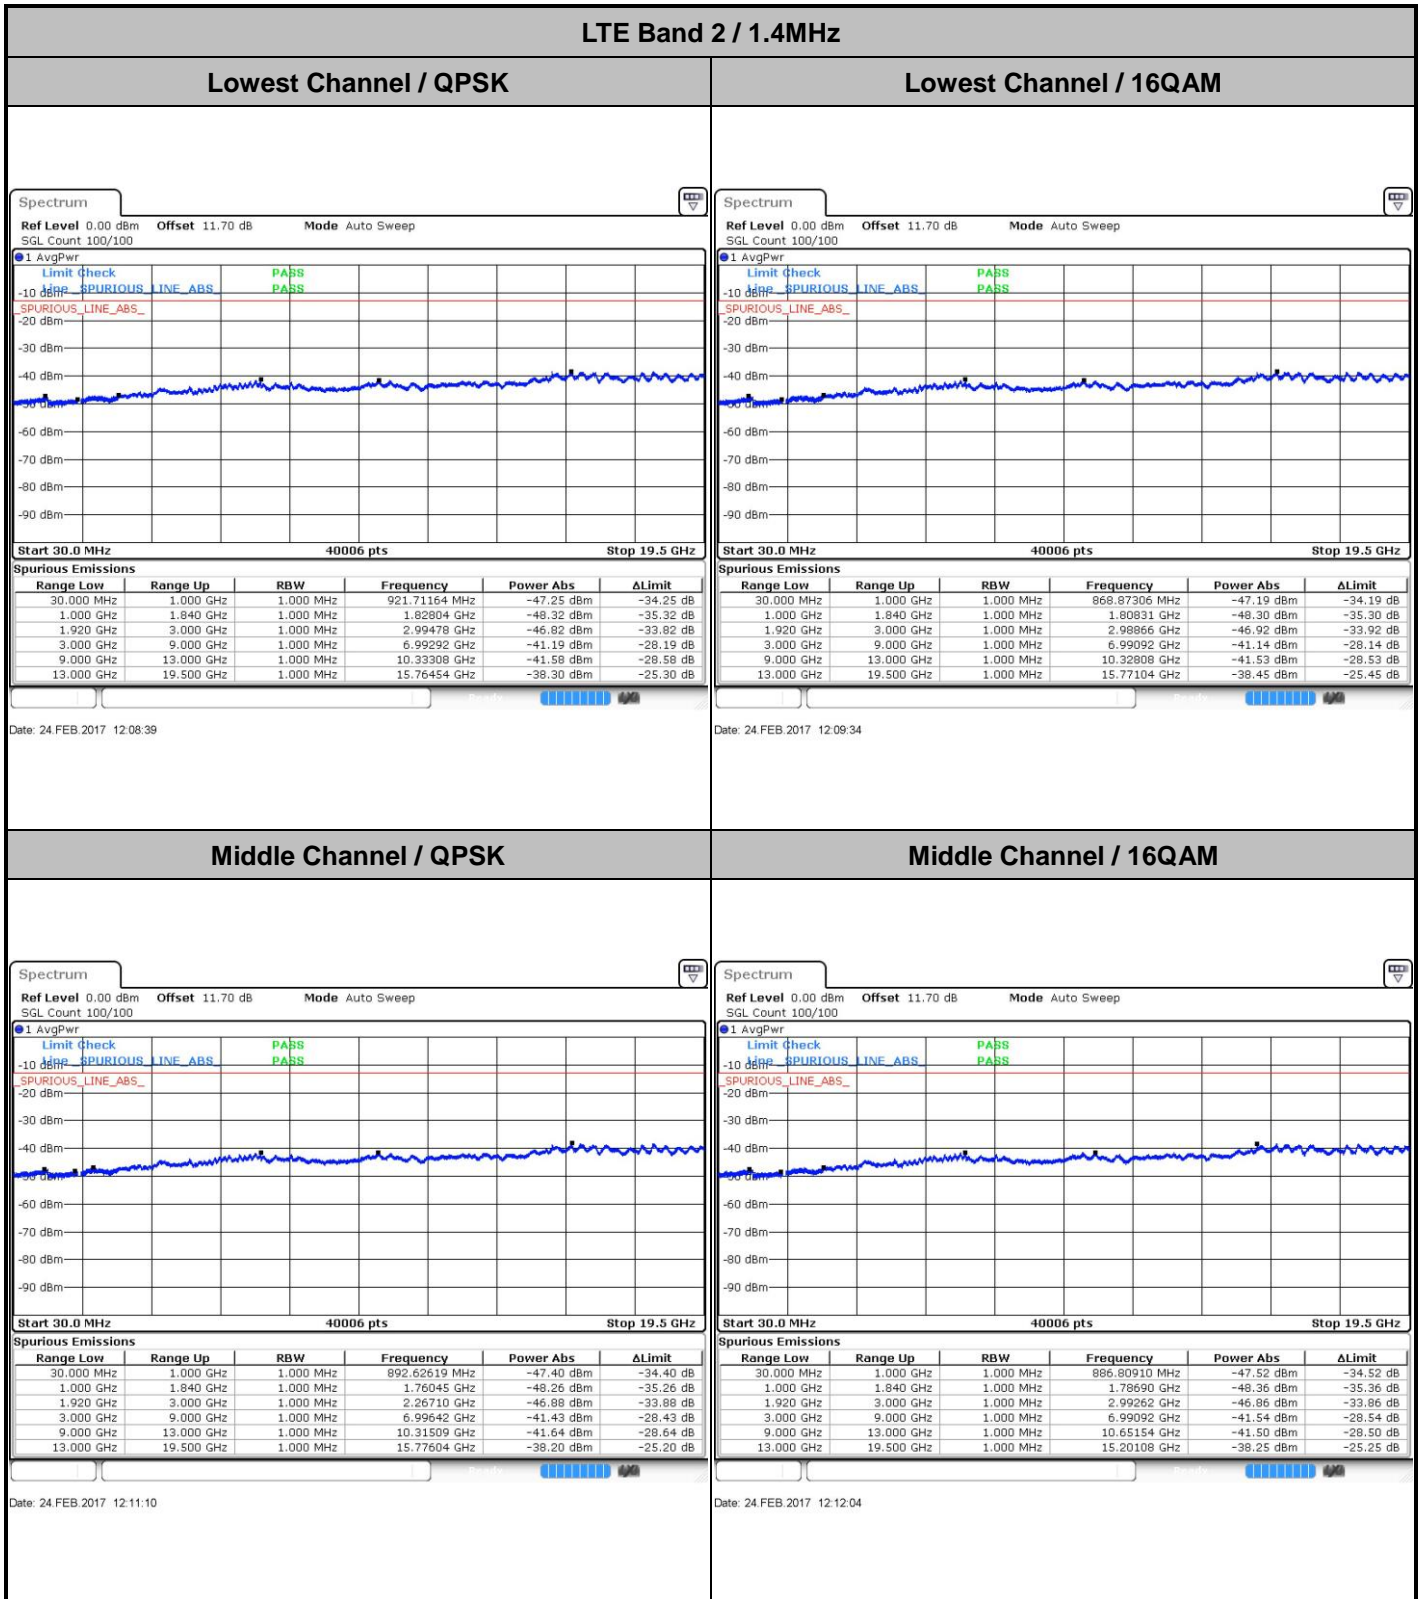 LTE Band 2 / 1.4MHz
Lowest Channel / QPSK
Lowest Channel / 16QAM
Spectrum
Ref Level 0.00 dBm Offset 11.70 dB Mode Auto Sweep
SGL Count 100/100
1 AvgPwr
Limit Check PASS
Line _SPURIOUS_LINE_ABS_ PASS
-10 dBm
_SPURIOUS_LINE_ABS_
-20 dBm
-30 dBm
-40 dBm
-50 dBm
-60 dBm
-70 dBm
-80 dBm
-90 dBm
Start 30.0 MHz 40006 pts Stop 19.5 GHz
Spurious Emissions
Range Low Range Up RBW Frequency Power Abs ΔLimit
30.000 MHz 1.000 GHz 1.000 MHz 921.71164 MHz -47.25 dBm -34.25 dB
1.000 GHz 1.840 GHz 1.000 MHz 1.82804 GHz -48.32 dBm -35.32 dB
1.920 GHz 3.000 GHz 1.000 MHz 2.99478 GHz -46.82 dBm -33.82 dB
3.000 GHz 9.000 GHz 1.000 MHz 6.99292 GHz -41.19 dBm -28.19 dB
9.000 GHz 13.000 GHz 1.000 MHz 10.33308 GHz -41.58 dBm -28.58 dB
13.000 GHz 19.500 GHz 1.000 MHz 15.76454 GHz -38.30 dBm -25.30 dB
Date: 24.FEB.2017 12:08:39
Spectrum
Ref Level 0.00 dBm Offset 11.70 dB Mode Auto Sweep
SGL Count 100/100
1 AvgPwr
Limit Check PASS
Line _SPURIOUS_LINE_ABS_ PASS
-10 dBm
_SPURIOUS_LINE_ABS_
-20 dBm
-30 dBm
-40 dBm
-50 dBm
-60 dBm
-70 dBm
-80 dBm
-90 dBm
Start 30.0 MHz 40006 pts Stop 19.5 GHz
Spurious Emissions
Range Low Range Up RBW Frequency Power Abs ΔLimit
30.000 MHz 1.000 GHz 1.000 MHz 868.87306 MHz -47.19 dBm -34.19 dB
1.000 GHz 1.840 GHz 1.000 MHz 1.80831 GHz -48.30 dBm -35.30 dB
1.920 GHz 3.000 GHz 1.000 MHz 2.98866 GHz -46.92 dBm -33.92 dB
3.000 GHz 9.000 GHz 1.000 MHz 6.99092 GHz -41.14 dBm -28.14 dB
9.000 GHz 13.000 GHz 1.000 MHz 10.32808 GHz -41.53 dBm -28.53 dB
13.000 GHz 19.500 GHz 1.000 MHz 15.77104 GHz -38.45 dBm -25.45 dB
Date: 24.FEB.2017 12:09:34
Middle Channel / QPSK
Middle Channel / 16QAM
Spectrum
Ref Level 0.00 dBm Offset 11.70 dB Mode Auto Sweep
SGL Count 100/100
1 AvgPwr
Limit Check PASS
Line _SPURIOUS_LINE_ABS_ PASS
-10 dBm
_SPURIOUS_LINE_ABS_
-20 dBm
-30 dBm
-40 dBm
-50 dBm
-60 dBm
-70 dBm
-80 dBm
-90 dBm
Start 30.0 MHz 40006 pts Stop 19.5 GHz
Spurious Emissions
Range Low Range Up RBW Frequency Power Abs ΔLimit
30.000 MHz 1.000 GHz 1.000 MHz 892.62619 MHz -47.40 dBm -34.40 dB
1.000 GHz 1.840 GHz 1.000 MHz 1.76045 GHz -48.26 dBm -35.26 dB
1.920 GHz 3.000 GHz 1.000 MHz 2.26710 GHz -46.88 dBm -33.88 dB
3.000 GHz 9.000 GHz 1.000 MHz 6.99642 GHz -41.43 dBm -28.43 dB
9.000 GHz 13.000 GHz 1.000 MHz 10.31509 GHz -41.64 dBm -28.64 dB
13.000 GHz 19.500 GHz 1.000 MHz 15.77604 GHz -38.20 dBm -25.20 dB
Date: 24.FEB.2017 12:11:10
Spectrum
Ref Level 0.00 dBm Offset 11.70 dB Mode Auto Sweep
SGL Count 100/100
1 AvgPwr
Limit Check PASS
Line _SPURIOUS_LINE_ABS_ PASS
-10 dBm
_SPURIOUS_LINE_ABS_
-20 dBm
-30 dBm
-40 dBm
-50 dBm
-60 dBm
-70 dBm
-80 dBm
-90 dBm
Start 30.0 MHz 40006 pts Stop 19.5 GHz
Spurious Emissions
Range Low Range Up RBW Frequency Power Abs ΔLimit
30.000 MHz 1.000 GHz 1.000 MHz 886.80910 MHz -47.52 dBm -34.52 dB
1.000 GHz 1.840 GHz 1.000 MHz 1.78690 GHz -48.36 dBm -35.36 dB
1.920 GHz 3.000 GHz 1.000 MHz 2.99262 GHz -46.86 dBm -33.86 dB
3.000 GHz 9.000 GHz 1.000 MHz 6.99092 GHz -41.54 dBm -28.54 dB
9.000 GHz 13.000 GHz 1.000 MHz 10.65154 GHz -41.50 dBm -28.50 dB
13.000 GHz 19.500 GHz 1.000 MHz 15.20108 GHz -38.25 dBm -25.25 dB
Date: 24.FEB.2017 12:12:04